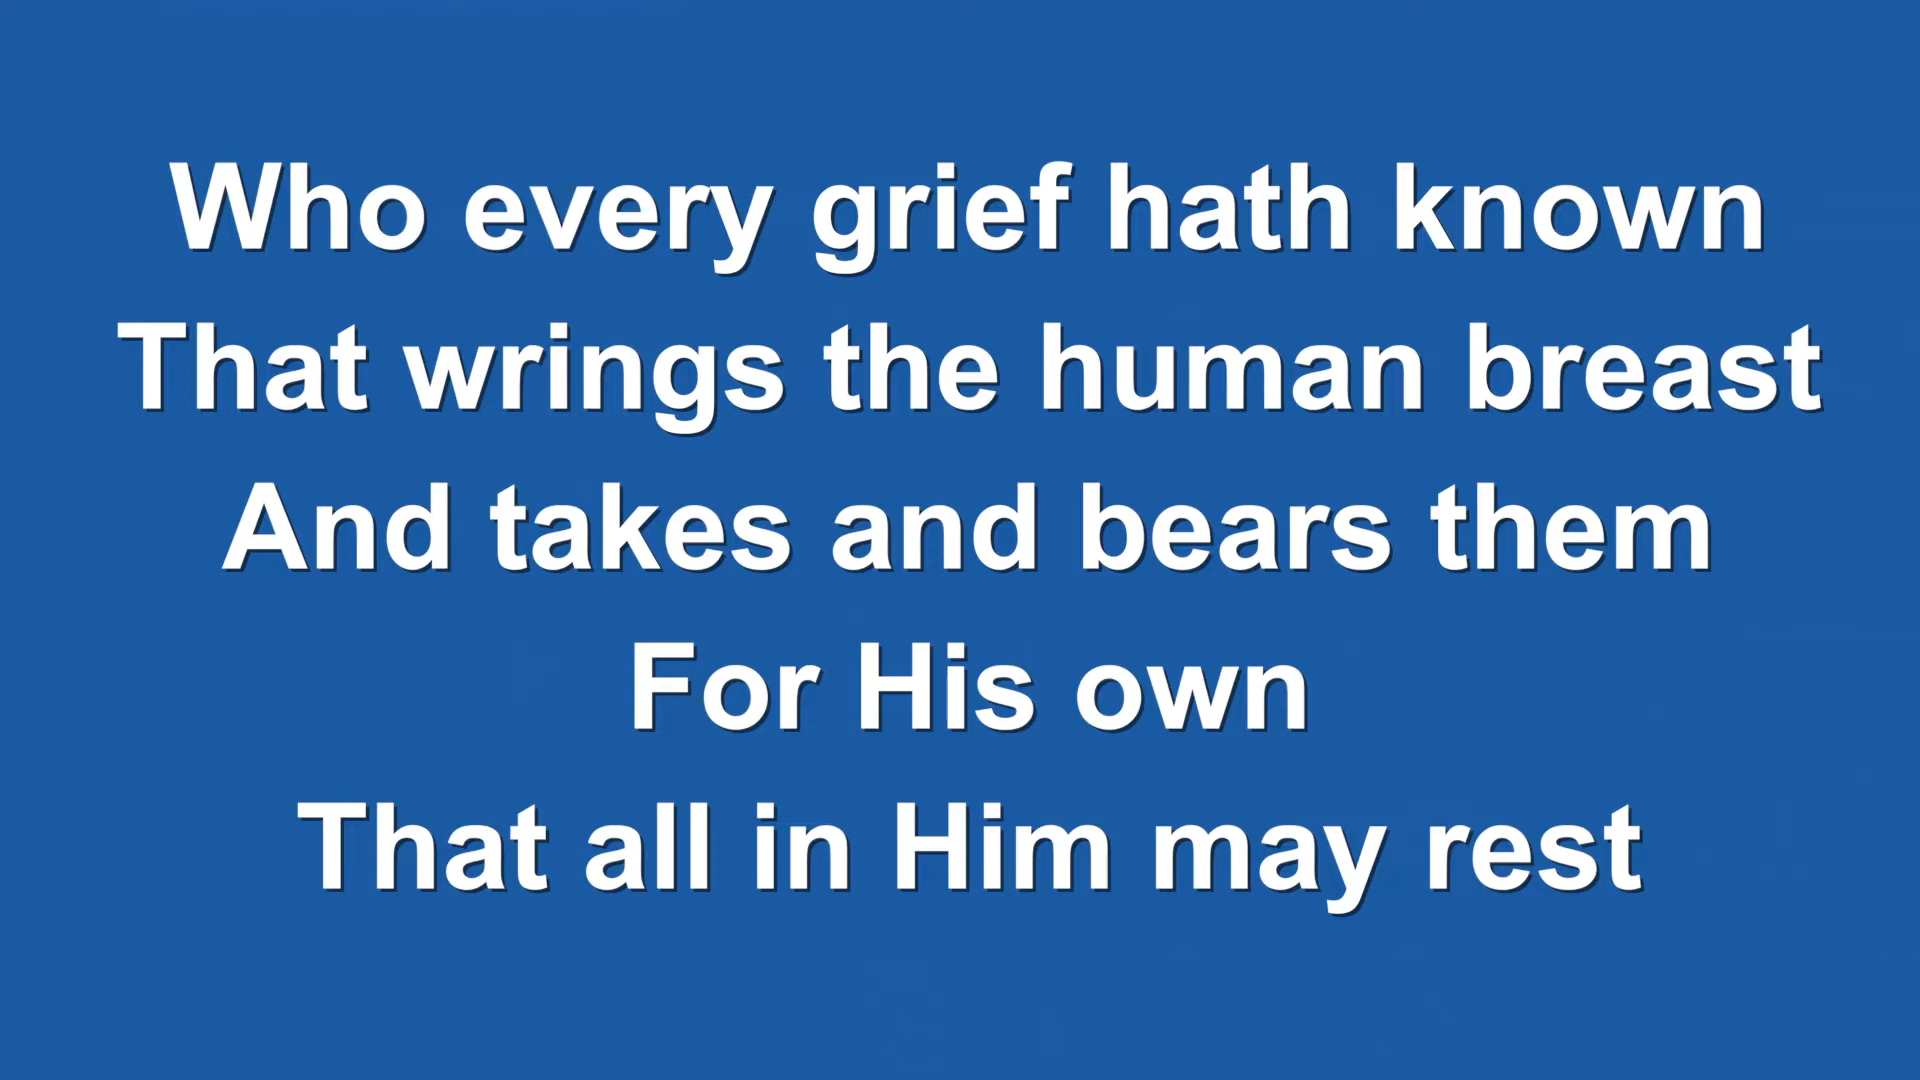 Who every grief hath known
That wrings the human breast
And takes and bears them
For His own
That all in Him may rest